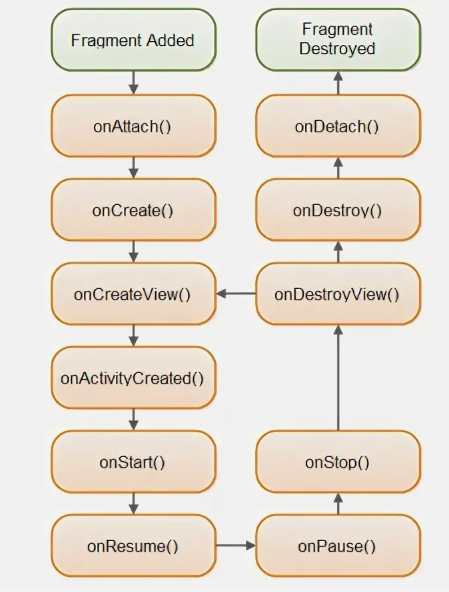 Fragment Added
Fragment
Destroyed
onAttach()
onDetach()
onCreate()
onDestroy()
onCreateView()
onDestroyView()
onActivityCreated()
onStart()
onStop()
onResume()
onPause()